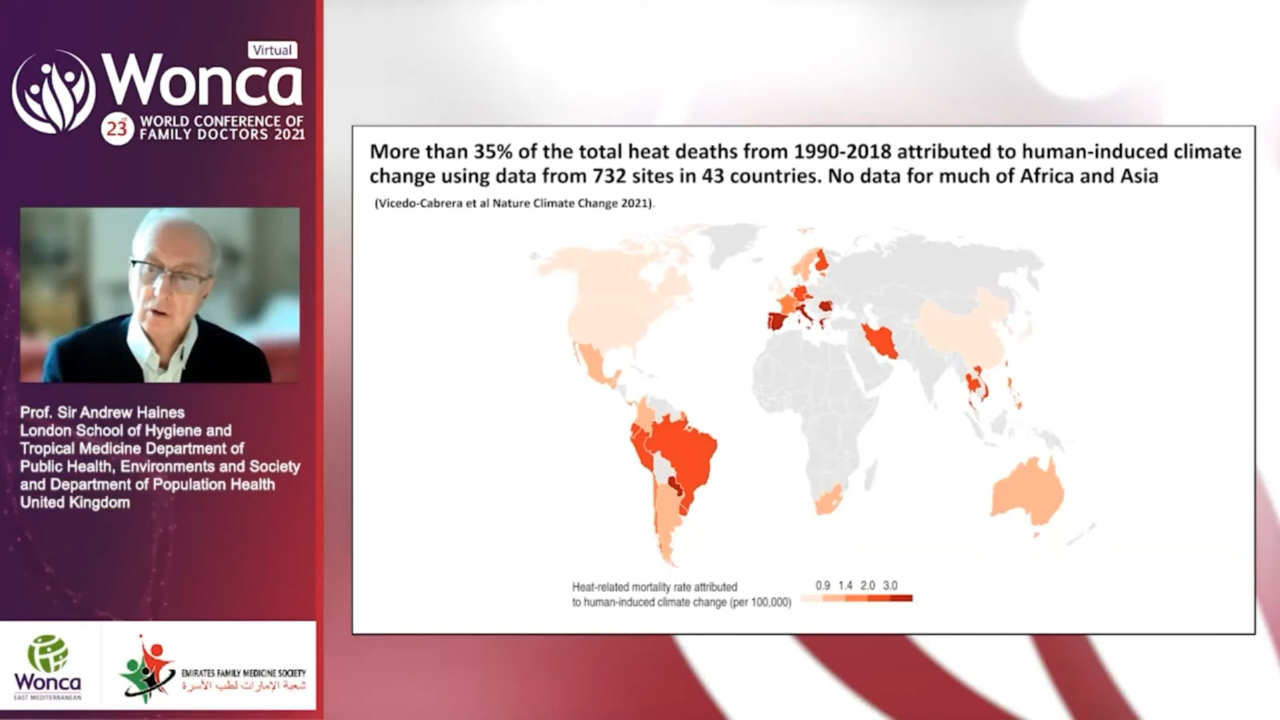 Virtual
Wonca
23rd WORLD CONFERENCE OF
FAMILY DOCTORS 2021
Prof. Sir Andrew Haines
London School of Hygiene and
Tropical Medicine Department of
Public Health, Environments and Society
and Department of Population Health
United Kingdom
Wonca
EAST MEDITERRANEAN
EMIRATES FAMILY MEDICINE SOCIETY
شعبة الإمارات لطب الأسرة
More than 35% of the total heat deaths from 1990-2018 attributed to human-induced climate
change using data from 732 sites in 43 countries. No data for much of Africa and Asia
(Vicedo-Cabrera et al Nature Climate Change 2021).
Heat-related mortality rate attributed
to human-induced climate change (per 100,000)
0.9 1.4 2.0 3.0